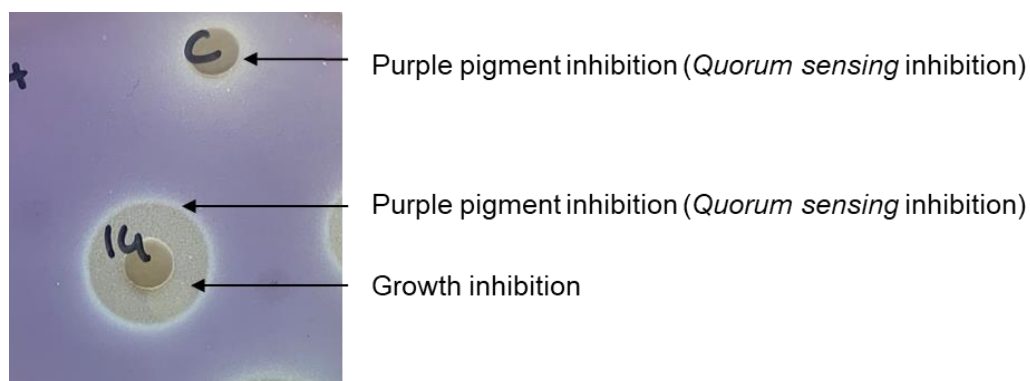 C
Purple pigment inhibition (Quorum sensing inhibition)
+
Purple pigment inhibition (Quorum sensing inhibition)
14
Growth inhibition